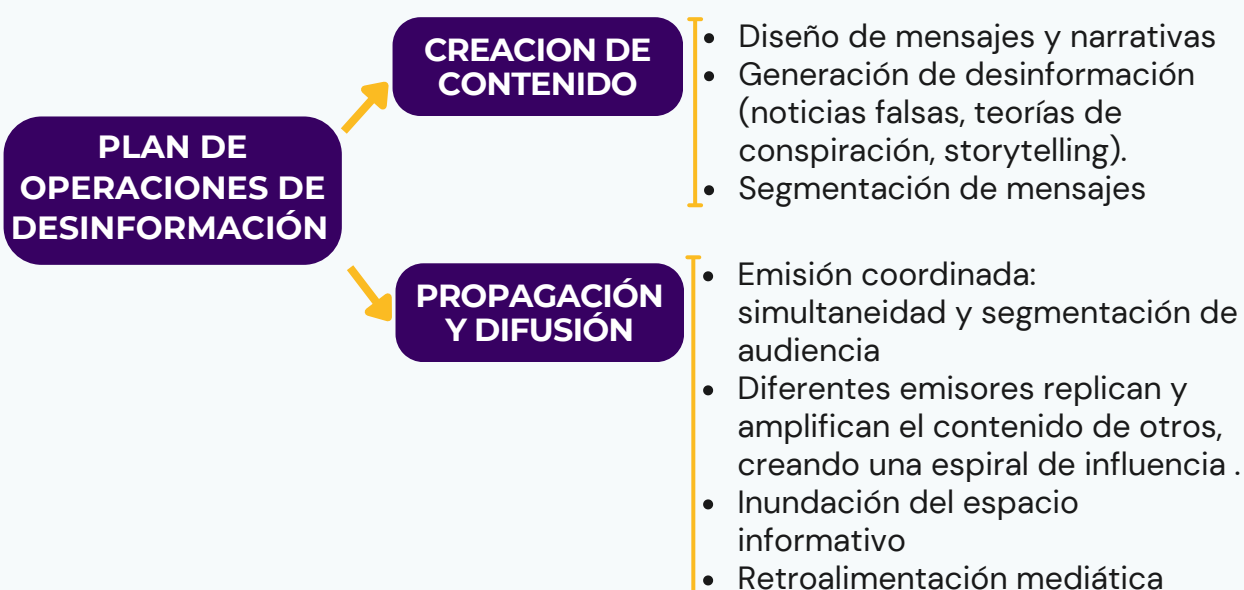 PLAN DE
OPERACIONES DE
DESINFORMACIÓN
CREACION DE
CONTENIDO
• Diseño de mensajes y narrativas
• Generación de desinformación
(noticias falsas, teorías de
conspiración, storytelling).
• Segmentación de mensajes
PROPAGACIÓN
Y DIFUSIÓN
• Emisión coordinada:
simultaneidad y segmentación de
audiencia
• Diferentes emisores replican y
amplifican el contenido de otros,
creando una espiral de influencia .
• Inundación del espacio
informativo
• Retroalimentación mediática